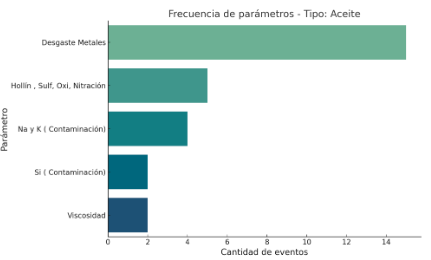 Frecuencia de parámetros - Tipo: Aceite
Parámetro
Desgaste Metales
Hollín , Sulf, Oxi, Nitración
Na y K ( Contaminación)
Si ( Contaminación)
Viscosidad
0 2 4 6 8 10 12 14
Cantidad de eventos